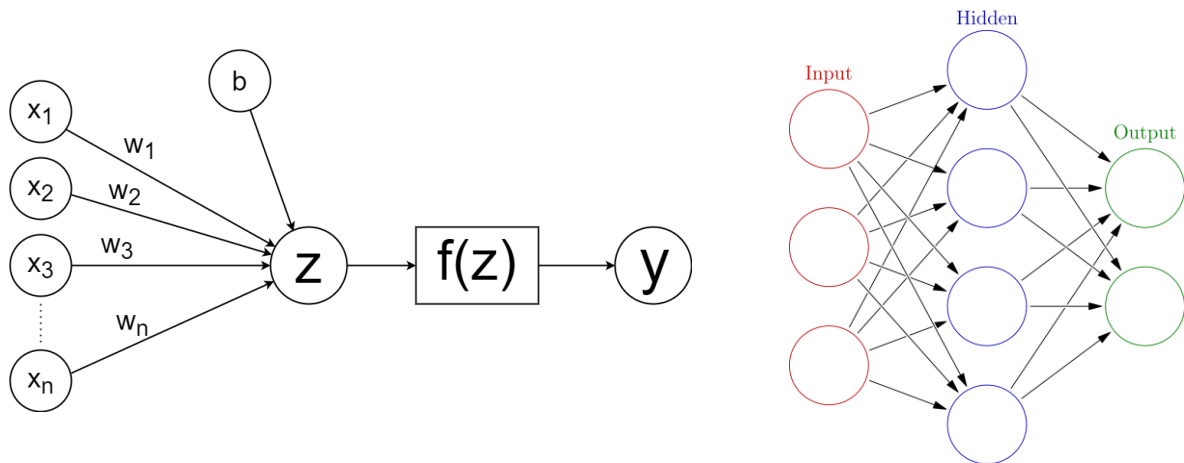 b
x1
w1
x2
w2
x3
w3
z
f(z)
y
wn
xn
Hidden
Input
Output